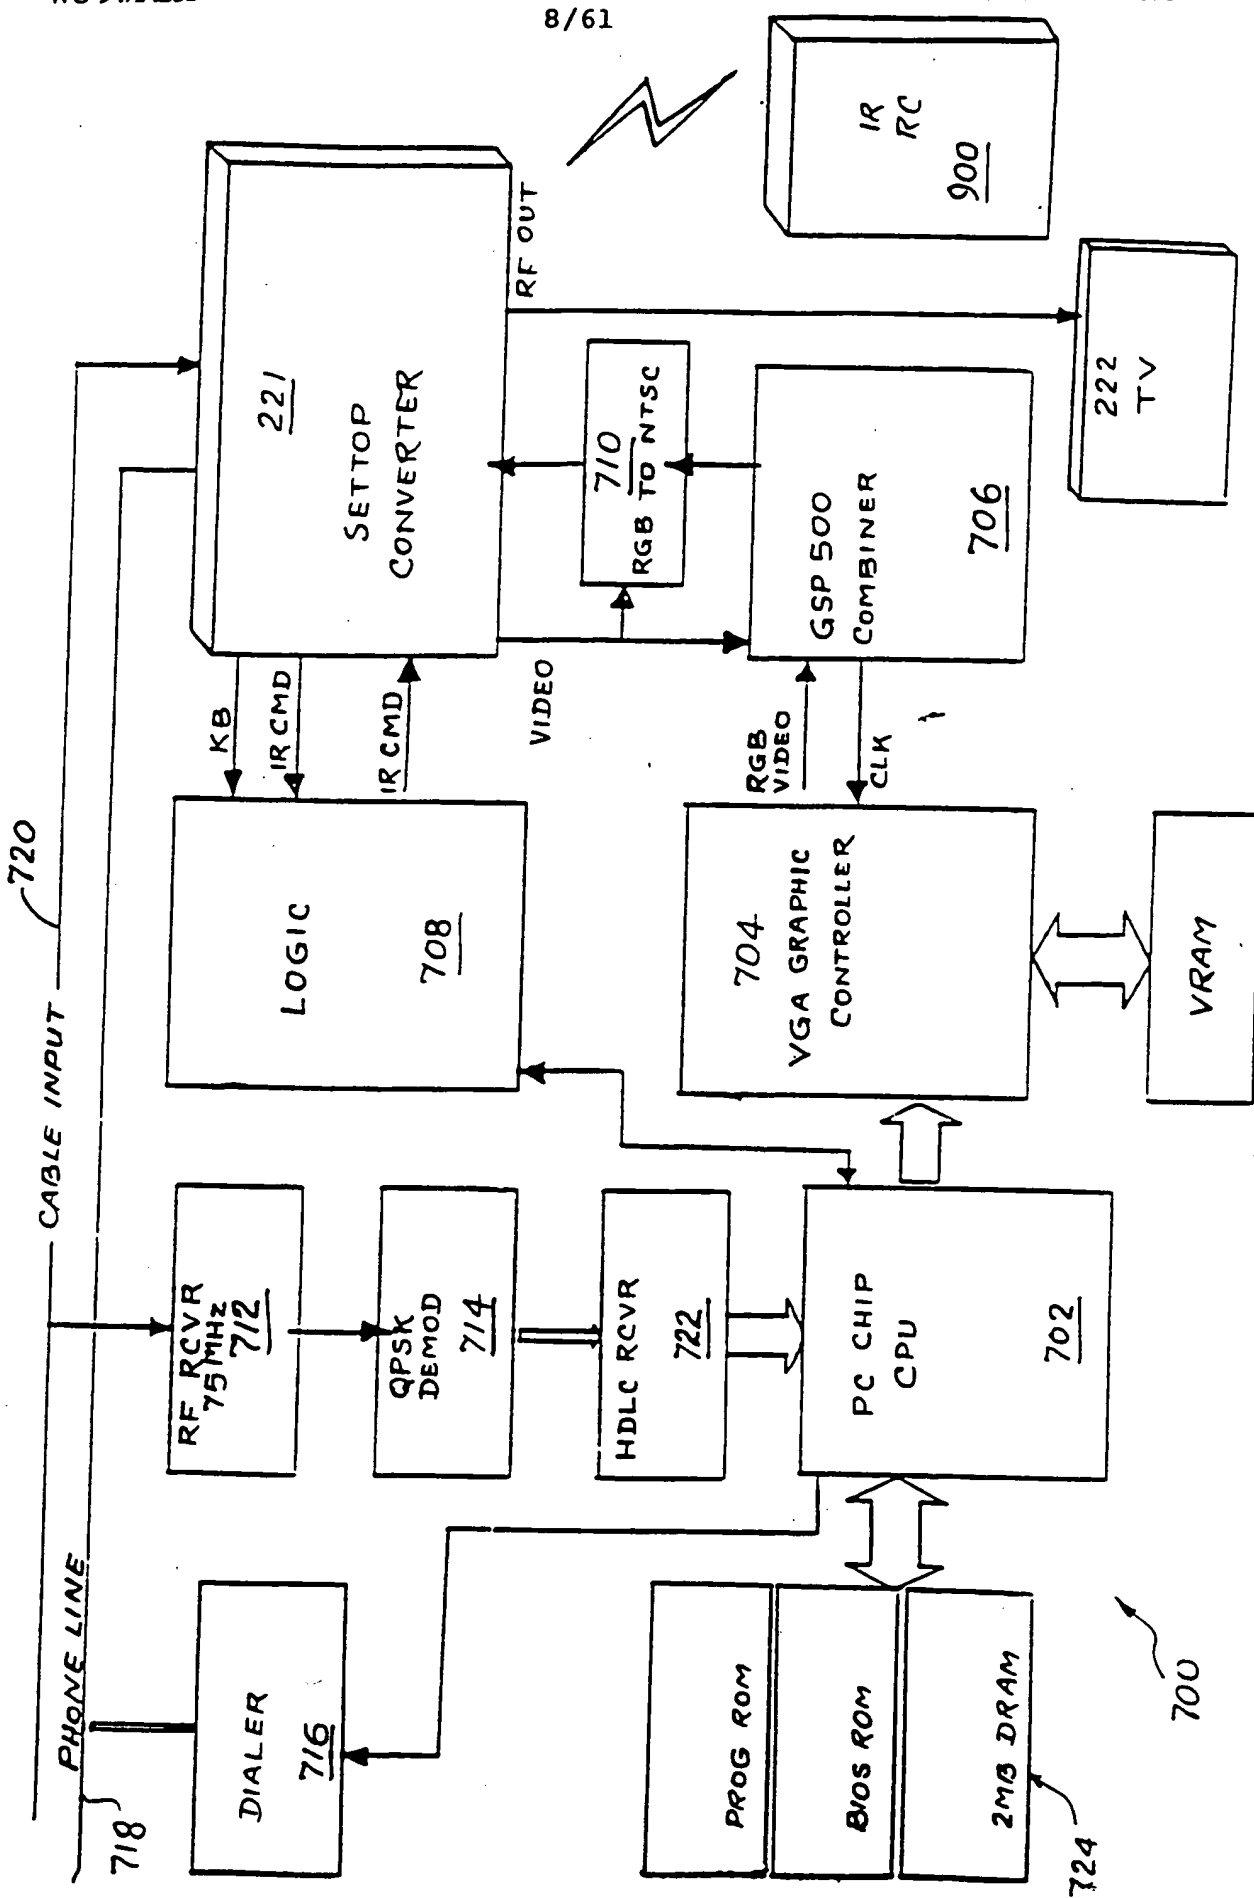 8/61
720
CABLE INPUT
PHONE LINE
718
DIALER
716
RF RCVR
75MHz
712
QPSK
DEMOD
714
HDLC RCVR
722
PC CHIP
CPU
702
PROG ROM
BIOS ROM
2MB DRAM
724
700
LOGIC
708
KB
IR CMD
IR CMD
221
SETTOP
CONVERTER
RF OUT
VIDEO
710
RGB TO NTSC
GSP 500
COMBINER
706
RGB
VIDEO
CLK
704
VGA GRAPHIC
CONTROLLER
VRAM
IR
RC
900
222
TV